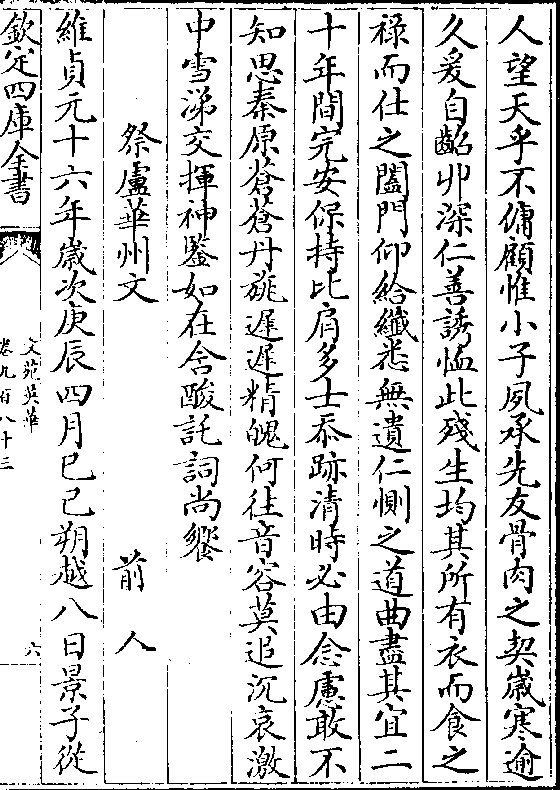 人望天乎不傭顧惟小子夙承先友骨肉之契嵗寒逾
久爰自齠丱深仁善誘恤此殘生均其所有衣而食之
禄而仕之闔門仰給纖悉無遺仁惻之道曲盡其宜二
十年間完安保持比肩多士忝跡清時必由念慮敢不
知思秦原蒼蒼丹旐遲遲精魄何往音容莫追沉哀激
中雪涕交揮神鑒如在含酸託詞尚饗
祭盧華州文 前人
維貞元十六年嵗次庚辰四月巳己朔越八日景子從
欽定四庫全書
文苑英華
卷九百八十三
六